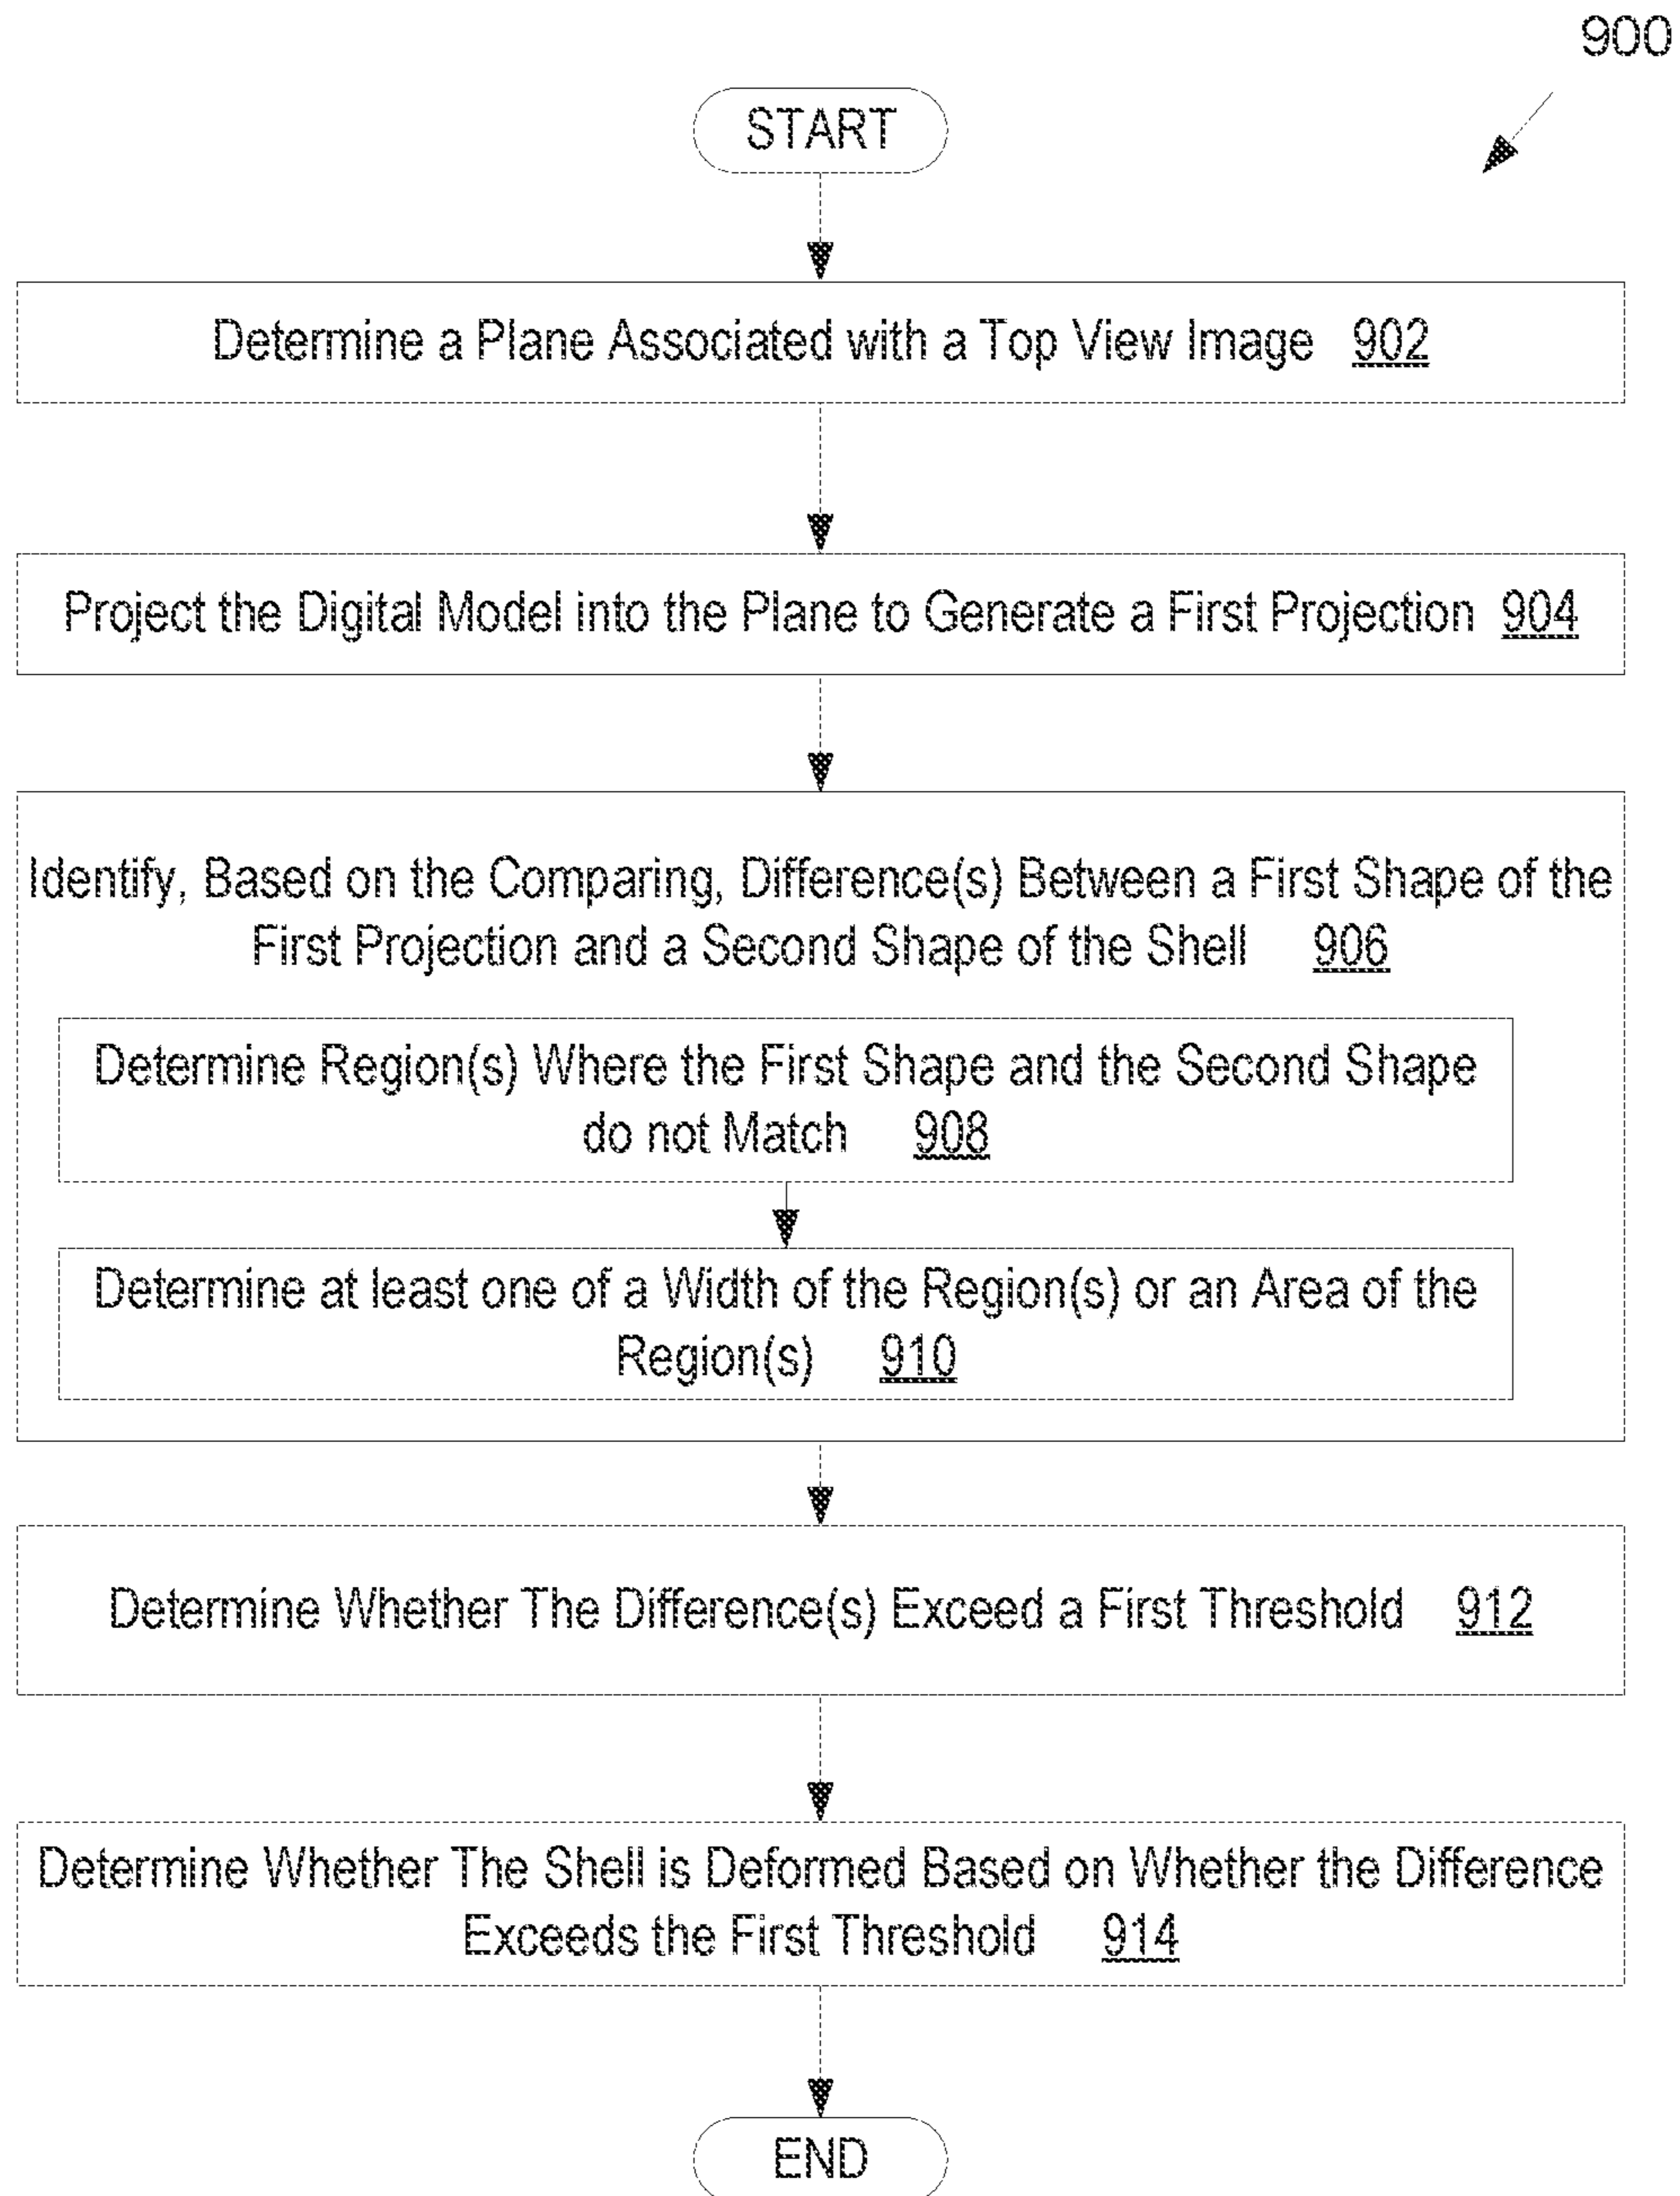 900
START
Determine a Plane Associated with a Top View Image 902
Project the Digital Model into the Plane to Generate a First Projection 904
Identify, Based on the Comparing, Difference(s) Between a First Shape of the
First Projection and a Second Shape of the Shell 906
Determine Region(s) Where the First Shape and the Second Shape
do not Match 908
Determine at least one of a Width of the Region(s) or an Area of the
Region(s) 910
Determine Whether The Difference(s) Exceed a First Threshold 912
Determine Whether The Shell is Deformed Based on Whether the Difference
Exceeds the First Threshold 914
END